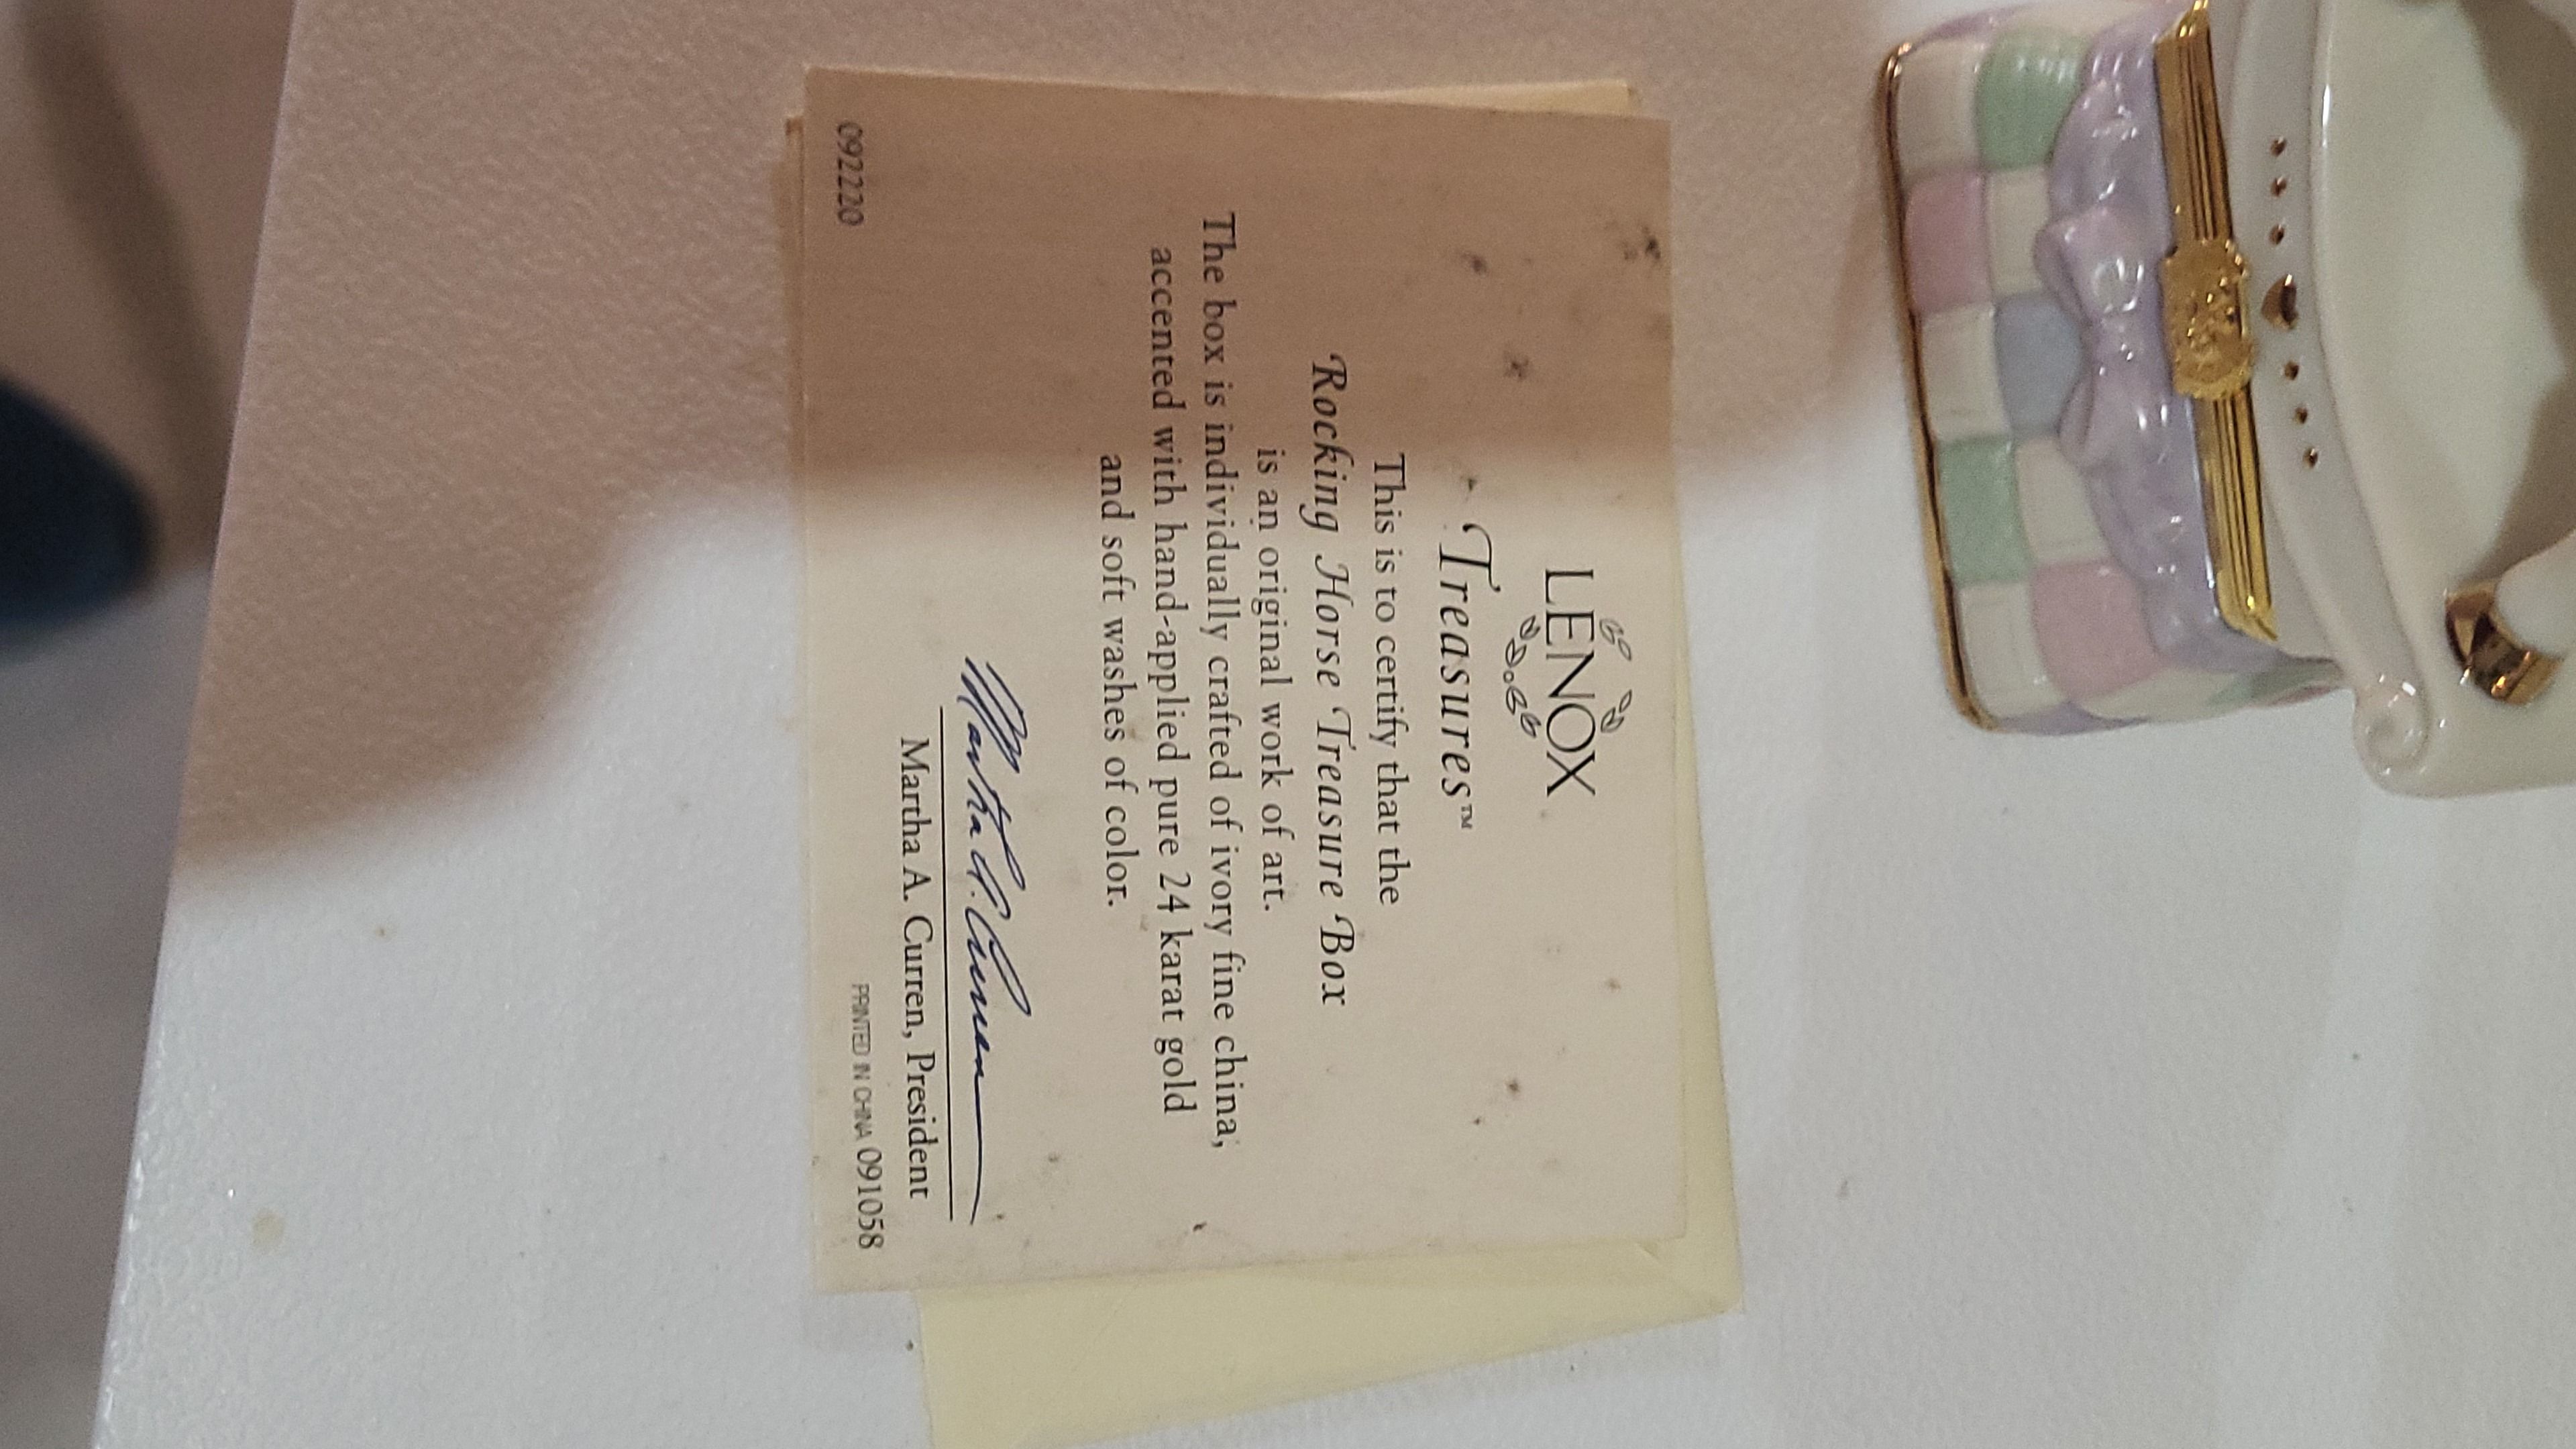 LENOX
Treasures™
This is to certify that the
Rocking Horse Treasure Box
is an original work of art.
The box is individually crafted of ivory fine china,
accented with hand-applied pure 24 karat gold
and soft washes of color.
Martha A. Curren
Martha A. Curren, President
092220
PRINTED IN CHINA 091058